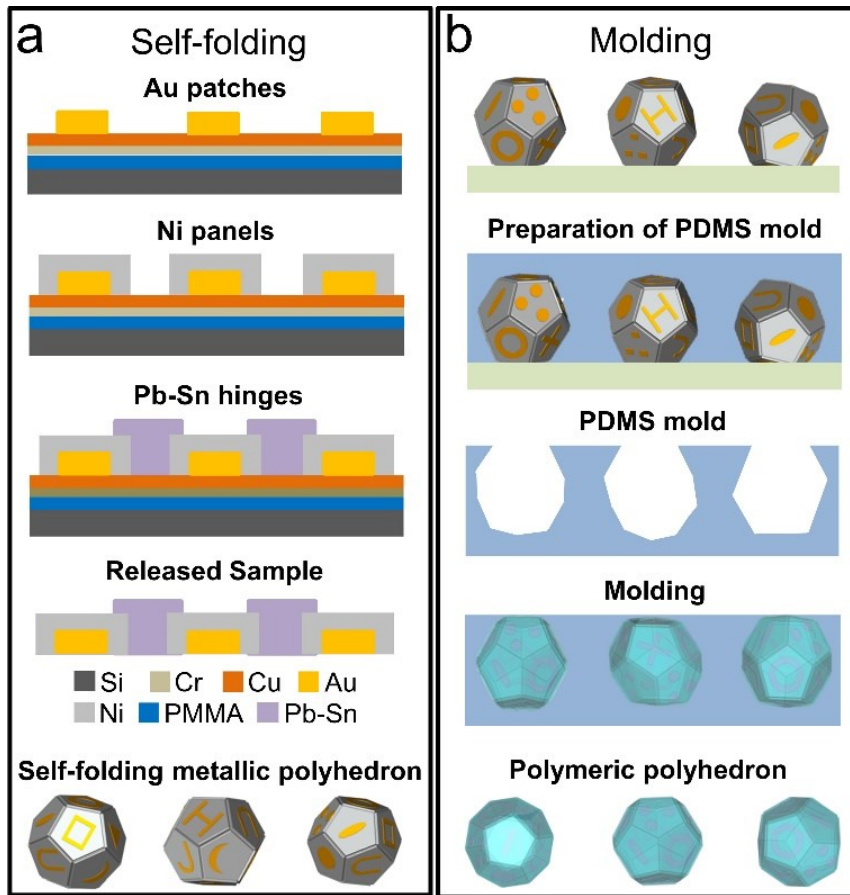 a Self-folding
Au patches
Ni panels
Pb-Sn hinges
Released Sample
Si Cr Cu Au
Ni PMMA Pb-Sn
Self-folding metallic polyhedron
b Molding
Preparation of PDMS mold
PDMS mold
Molding
Polymeric polyhedron